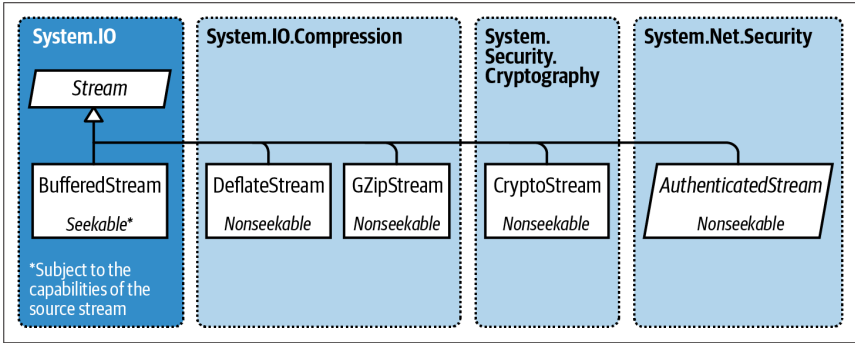 System.IO
Stream
BufferedStream
Seekable*
*Subject to the
capabilities of the
source stream
System.IO.Compression
DeflateStream
Nonseekable
GZipStream
Nonseekable
System.
Security.
Cryptography
CryptoStream
Nonseekable
System.Net.Security
AuthenticatedStream
Nonseekable